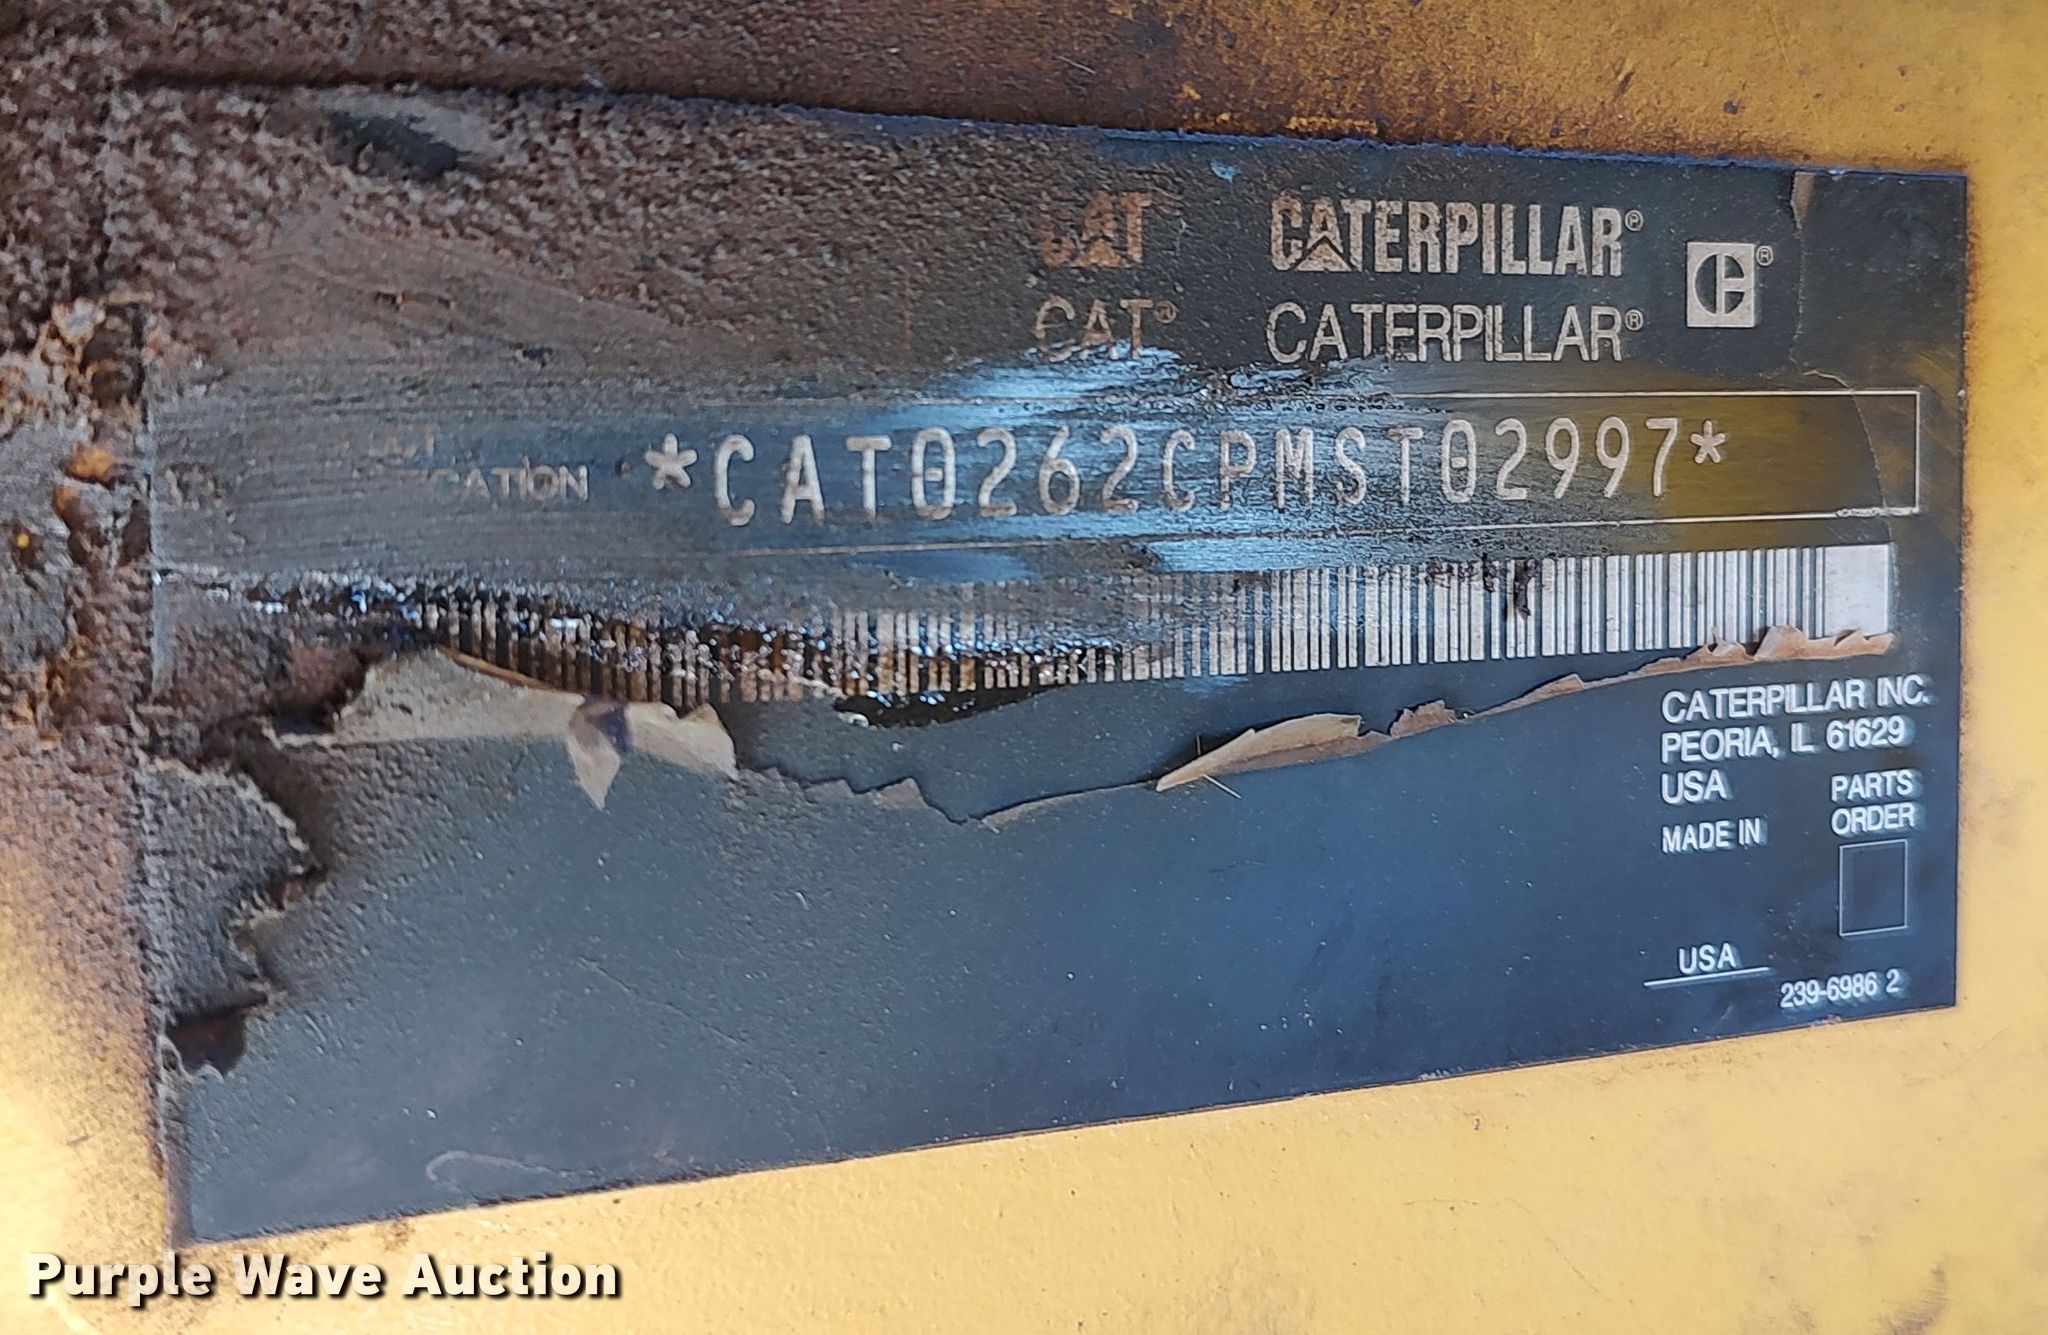 CAT CATERPILLAR®
CAT® CATERPILLAR®
®
*CAT0262CPMST02997*
CATERPILLAR INC.
PEORIA, IL 61629
USA
PARTS
ORDER
MADE IN
USA
239-6986 2
Purple Wave Auction